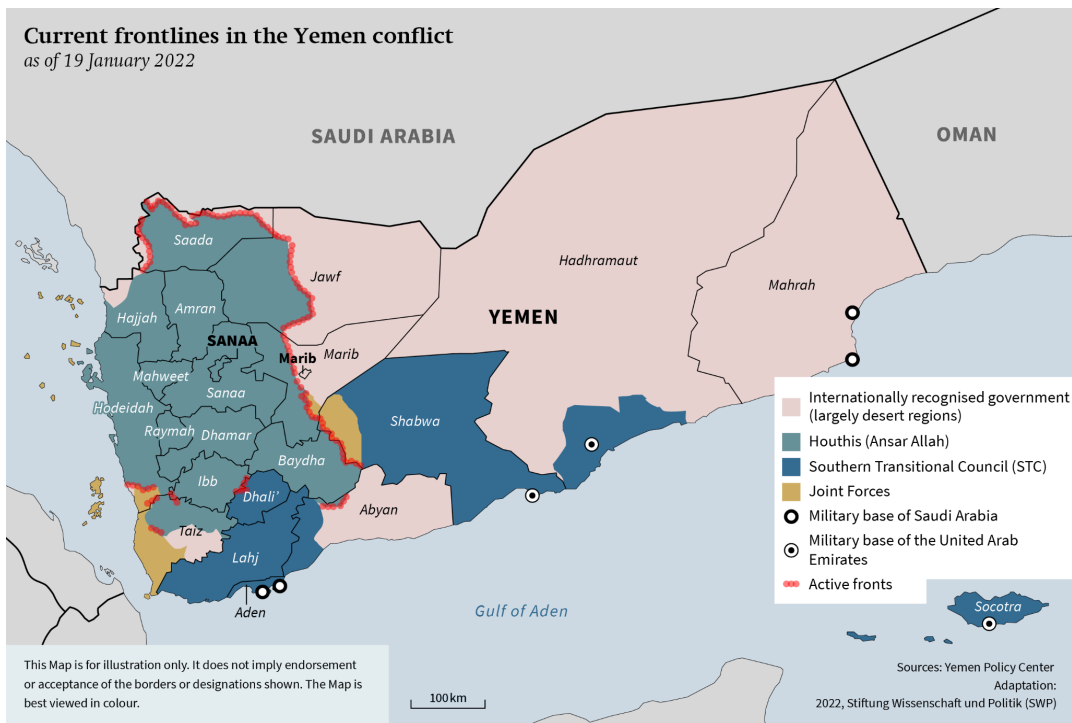 Current frontlines in the Yemen conflict
as of 19 January 2022
SAUDI ARABIA
OMAN
Saada
Jawf
Hadhramaut
Mahrah
Hajjah
Amran
YEMEN
SANAA
Marib
Marib
Mahweet
Sanaa
Hodeidah
Raymah
Dhamar
Shabwa
Baydha
Ibb
Dhali’
Abyan
Taiz
Lahj
Aden
Gulf of Aden
Socotra
Internationally recognised government
(largely desert regions)
Houthis (Ansar Allah)
Southern Transitional Council (STC)
Joint Forces
Military base of Saudi Arabia
Military base of the United Arab
Emirates
Active fronts
This Map is for illustration only. It does not imply endorsement
or acceptance of the borders or designations shown. The Map is
best viewed in colour.
100 km
Sources: Yemen Policy Center
Adaptation:
2022, Stiftung Wissenschaft und Politik (SWP)